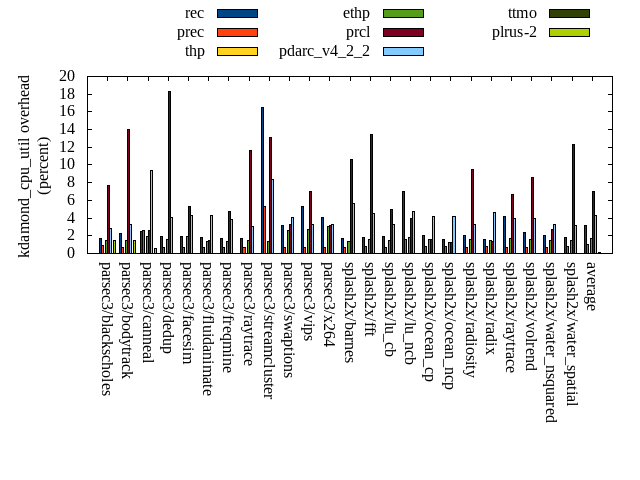 rec ethp ttmo
prec prcl plrus-2
thp pdarc_v4_2_2
kdamond_cpu_util overhead
(percent)
20
18
16
14
12
10
8
6
4
2
0
parsec3/blackscholes
parsec3/bodytrack
parsec3/canneal
parsec3/dedup
parsec3/facesim
parsec3/fluidanimate
parsec3/freqmine
parsec3/raytrace
parsec3/streamcluster
parsec3/swaptions
parsec3/vips
parsec3/x264
splash2x/barnes
splash2x/fft
splash2x/lu_cb
splash2x/lu_ncb
splash2x/ocean_cp
splash2x/ocean_ncp
splash2x/radiosity
splash2x/radix
splash2x/raytrace
splash2x/volrend
splash2x/water_nsquared
splash2x/water_spatial
average